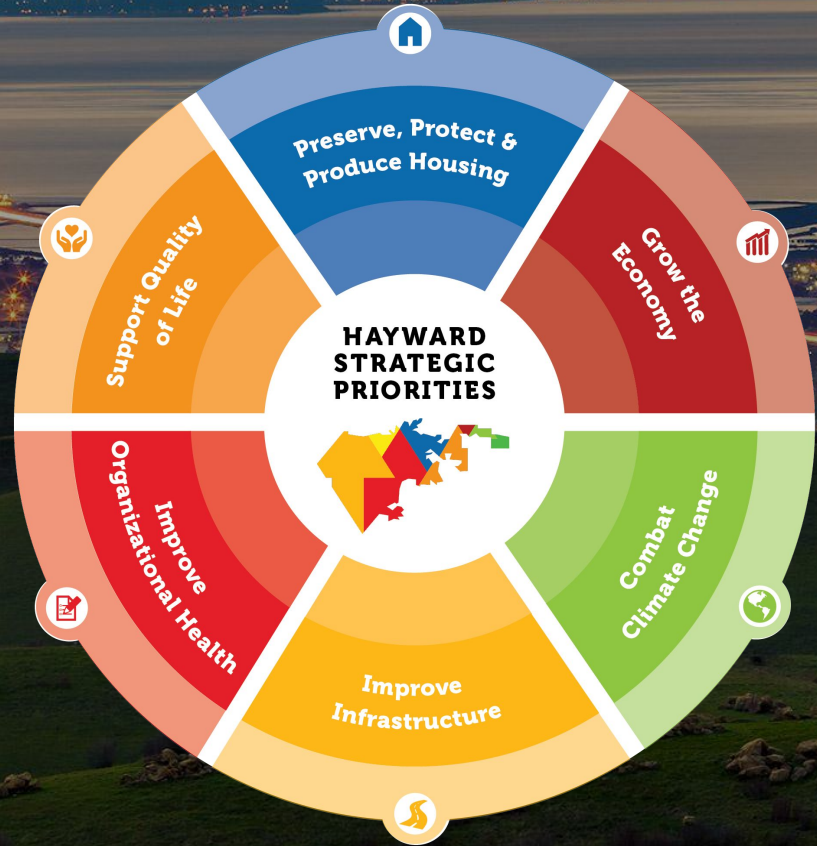 HAYWARD
STRATEGIC
PRIORITIES
Preserve, Protect &
Produce Housing
Grow the
Economy
Combat
Climate Change
Improve
Infrastructure
Improve
Organizational Health
Support Quality
of Life